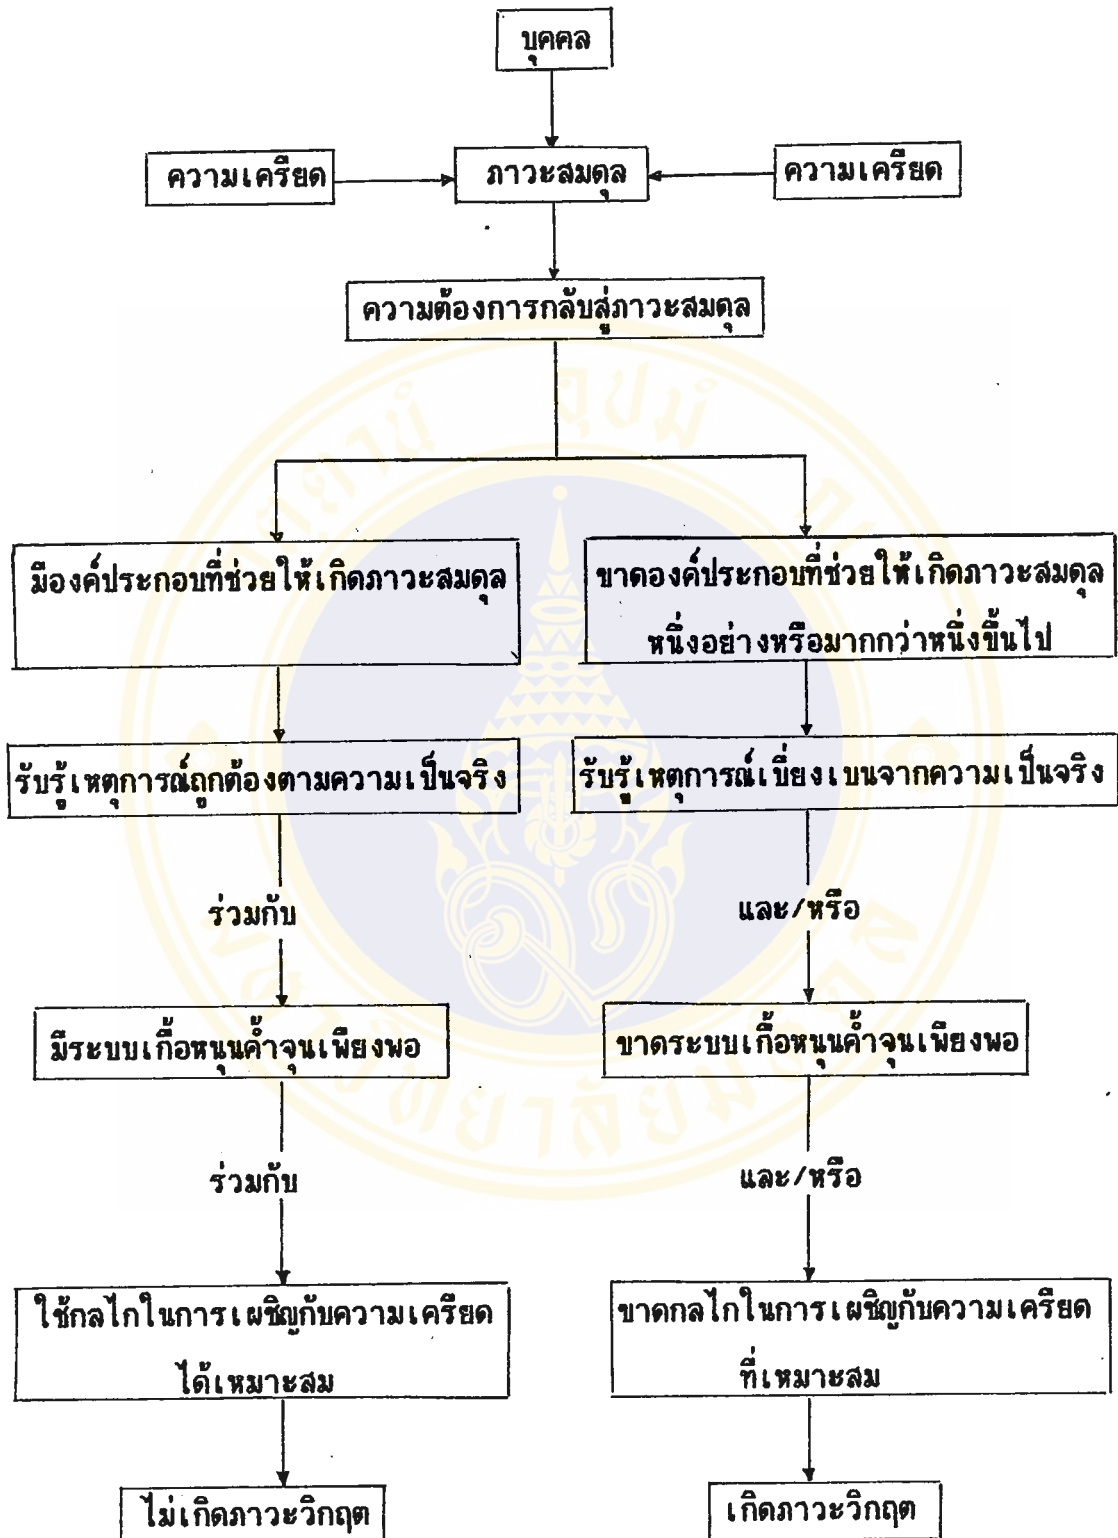 บุคคล
ความเครียด
ภาวะสมดุล
ความเครียด
ความต้องการกลับสู่ภาวะสมดุล
มีองค์ประกอบที่ช่วยให้เกิดภาวะสมดุล
ขาดองค์ประกอบที่ช่วยให้เกิดภาวะสมดุล
หนึ่งอย่างหรือมากกว่าหนึ่งขึ้นไป
รับรู้เหตุการณ์ถูกต้องตามความเป็นจริง
รับรู้เหตุการณ์เบี่ยงเบนจากความเป็นจริง
ร่วมกับ
และ/หรือ
มีระบบเกื้อหนุนค้ำจุนเพียงพอ
ขาดระบบเกื้อหนุนค้ำจุนเพียงพอ
ร่วมกับ
และ/หรือ
ใช้กลไกในการเผชิญกับความเครียด
ได้เหมาะสม
ขาดกลไกในการเผชิญกับความเครียด
ที่เหมาะสม
ไม่เกิดภาวะวิกฤต
เกิดภาวะวิกฤต